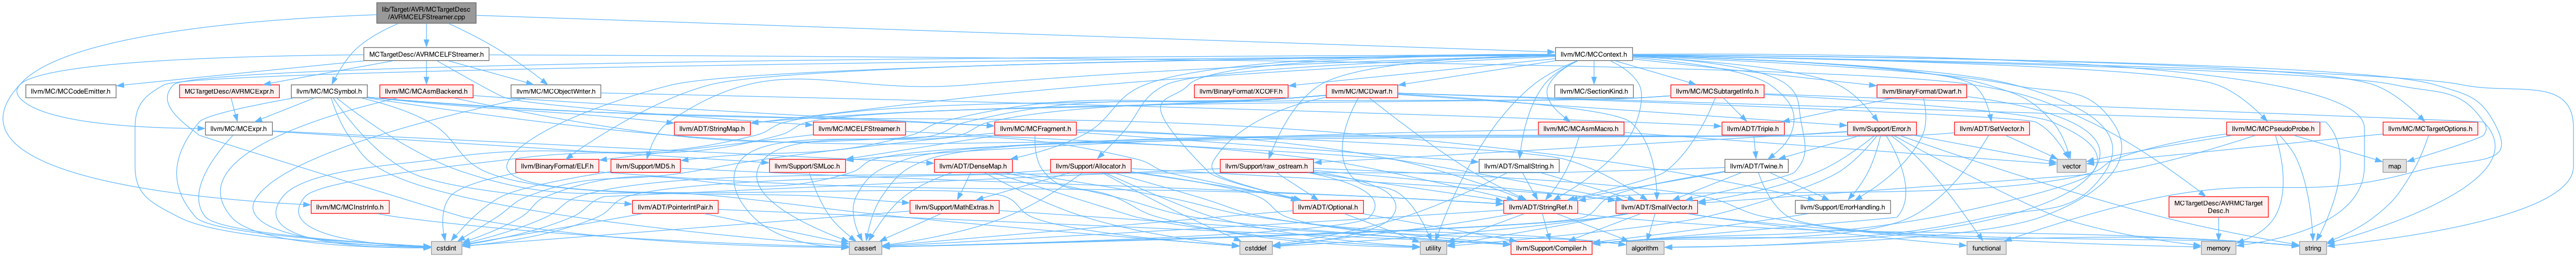 lib/Target/AVR/MCTargetDesc
/AVRMCELFStreamer.cpp
MCTargetDesc/AVRMCELFStreamer.h
llvm/MC/MCContext.h
llvm/MC/MCCodeEmitter.h
MCTargetDesc/AVRMCExpr.h
llvm/MC/MCSymbol.h
llvm/MC/MCAsmBackend.h
llvm/MC/MCObjectWriter.h
llvm/BinaryFormat/XCOFF.h
llvm/MC/MCDwarf.h
llvm/MC/SectionKind.h
llvm/MC/MCSubtargetInfo.h
llvm/BinaryFormat/Dwarf.h
llvm/MC/MCExpr.h
llvm/ADT/StringMap.h
llvm/MC/MCELFStreamer.h
llvm/MC/MCFragment.h
llvm/MC/MCAsmMacro.h
llvm/ADT/Triple.h
llvm/Support/Error.h
llvm/ADT/SetVector.h
llvm/MC/MCPseudoProbe.h
llvm/MC/MCTargetOptions.h
llvm/BinaryFormat/ELF.h
llvm/Support/MD5.h
llvm/Support/SMLoc.h
llvm/ADT/DenseMap.h
llvm/Support/Allocator.h
llvm/Support/raw_ostream.h
llvm/ADT/SmallString.h
llvm/ADT/Twine.h
vector
map
llvm/MC/MCInstrInfo.h
llvm/ADT/PointerIntPair.h
llvm/Support/MathExtras.h
llvm/ADT/Optional.h
llvm/ADT/StringRef.h
llvm/ADT/SmallVector.h
llvm/Support/ErrorHandling.h
MCTargetDesc/AVRMCTarget
Desc.h
cstdint
cassert
cstddef
utility
llvm/Support/Compiler.h
algorithm
functional
memory
string